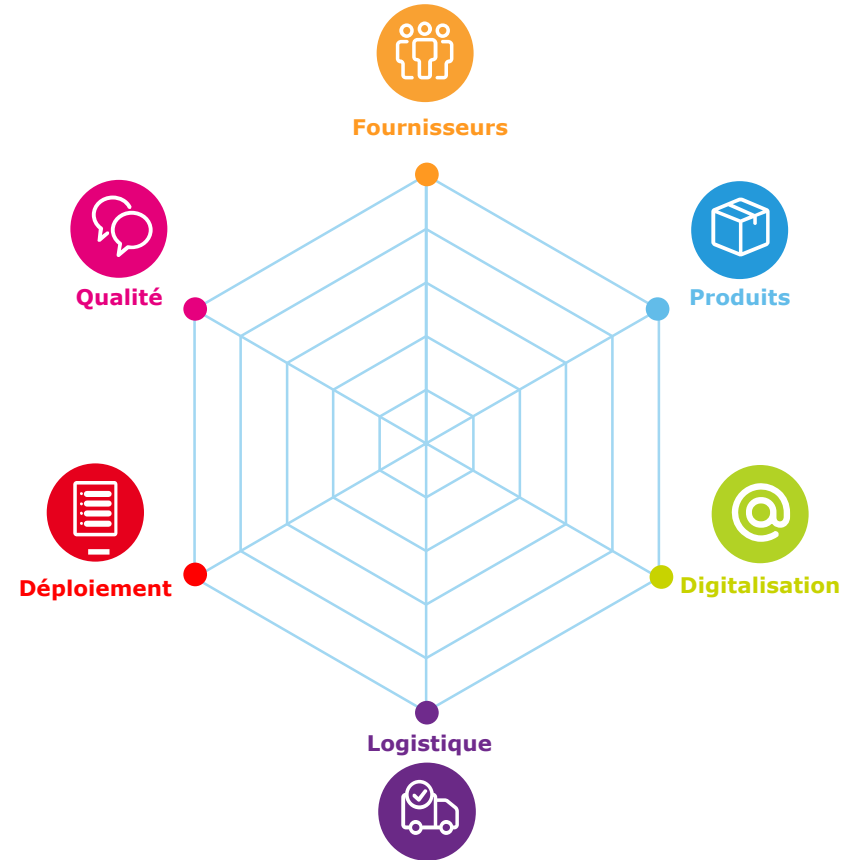 Fournisseurs
Qualité
Produits
Déploiement
Digitalisation
Logistique